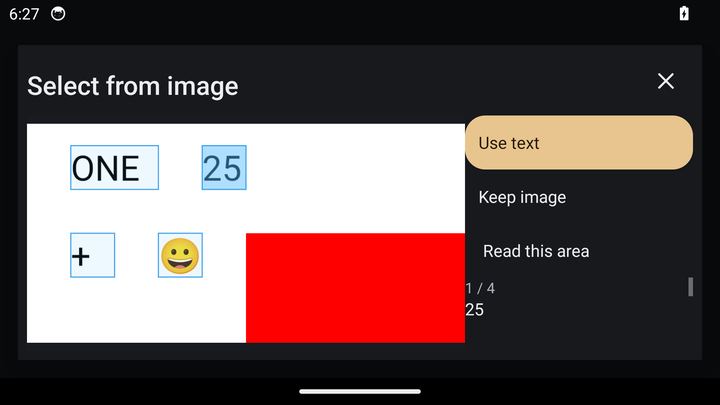 6:27
Select from image
ONE 25
+ 😀
Use text
Keep image
Read this area
1 / 4
25